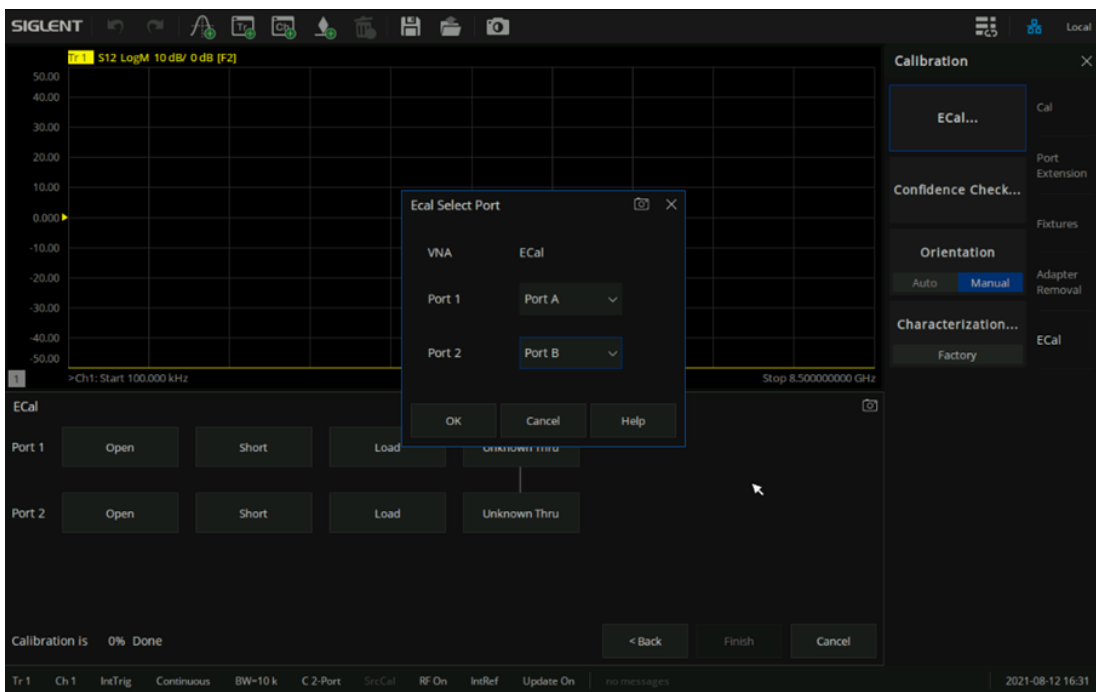 SIGLENT
Tr
Ch
Local
Tr 1 S12 LogM 10 dB/ 0 dB [F2]
50.00
40.00
30.00
20.00
10.00
0.000
-10.00
-20.00
-30.00
-40.00
-50.00
1
>Ch1: Start 100.000 kHz
Stop 8.500000000 GHz
Ecal Select Port
VNA ECal
Port 1 Port A
Port 2 Port B
OK Cancel Help
Calibration
ECal...
Confidence Check...
Orientation
Auto Manual
Characterization...
Factory
Cal
Port
Extension
Fixtures
Adapter
Removal
ECal
ECal
Port 1 Open Short Load Unknown Thru
Port 2 Open Short Load Unknown Thru
Calibration is 0% Done
< Back Finish Cancel
Tr 1 Ch 1 IntTrig Continuous BW=10 k C 2-Port SrcCal RF On IntRef Update On no messages 2021-08-12 16:31